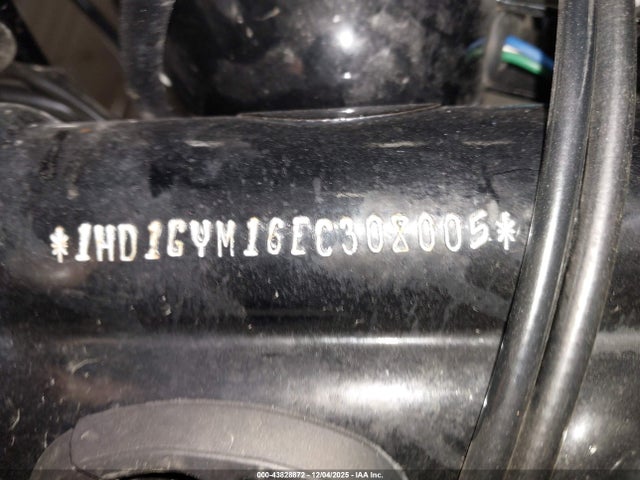 *1HD1GYM16EC308005*
000-43828872 - 12/04/2025 - IAA Inc.